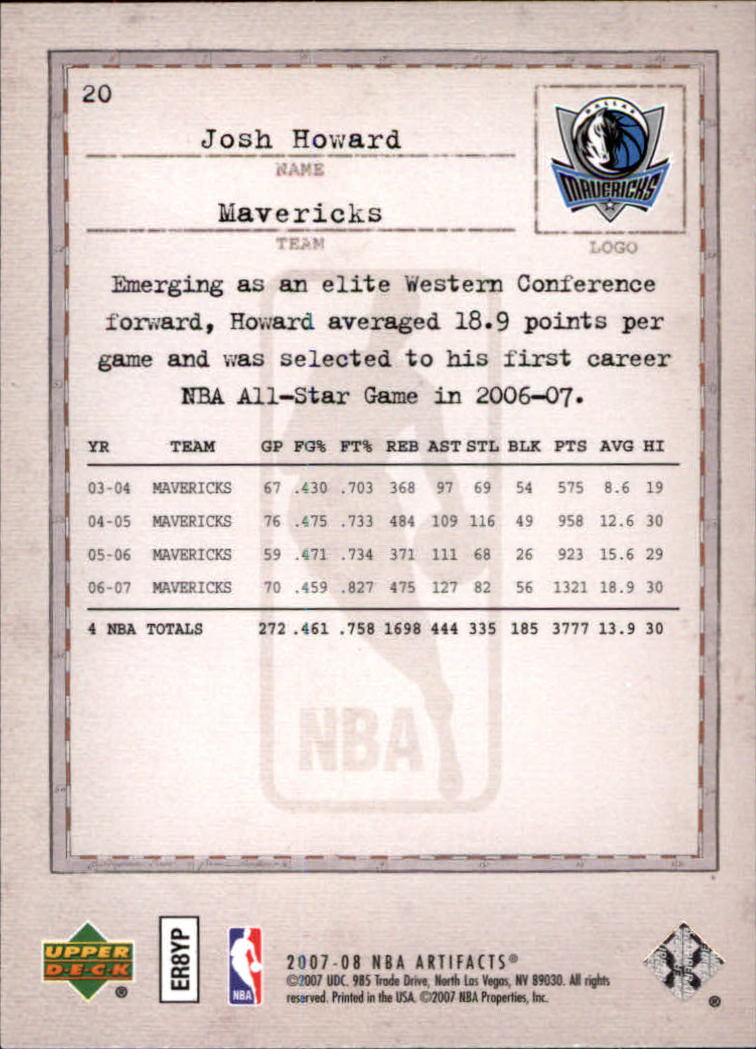 20
Josh Howard
NAME
Mavericks
TEAM
DALLAS
MAVERICKS
LOGO
Emerging as an elite Western Conference
forward, Howard averaged 18.9 points per
game and was selected to his first career
NBA All-Star Game in 2006-07.
YR TEAM GP FG% FT% REB AST STL BLK PTS AVG HI
03-04 MAVERICKS 67 .430 .703 368 97 69 54 575 8.6 19
04-05 MAVERICKS 76 .475 .733 484 109 116 49 958 12.6 30
05-06 MAVERICKS 59 .471 .734 371 111 68 26 923 15.6 29
06-07 MAVERICKS 70 .459 .827 475 127 82 56 1321 18.9 30
4 NBA TOTALS 272 .461 .758 1698 444 335 185 3777 13.9 30
NBA
UPPER
D·E·C·K
®
ER8YP
NBA
2007-08 NBA ARTIFACTS®
©2007 UDC. 985 Trade Drive, North Las Vegas, NV 89030. All rights
reserved. Printed in the USA. ©2007 NBA Properties, Inc.
®